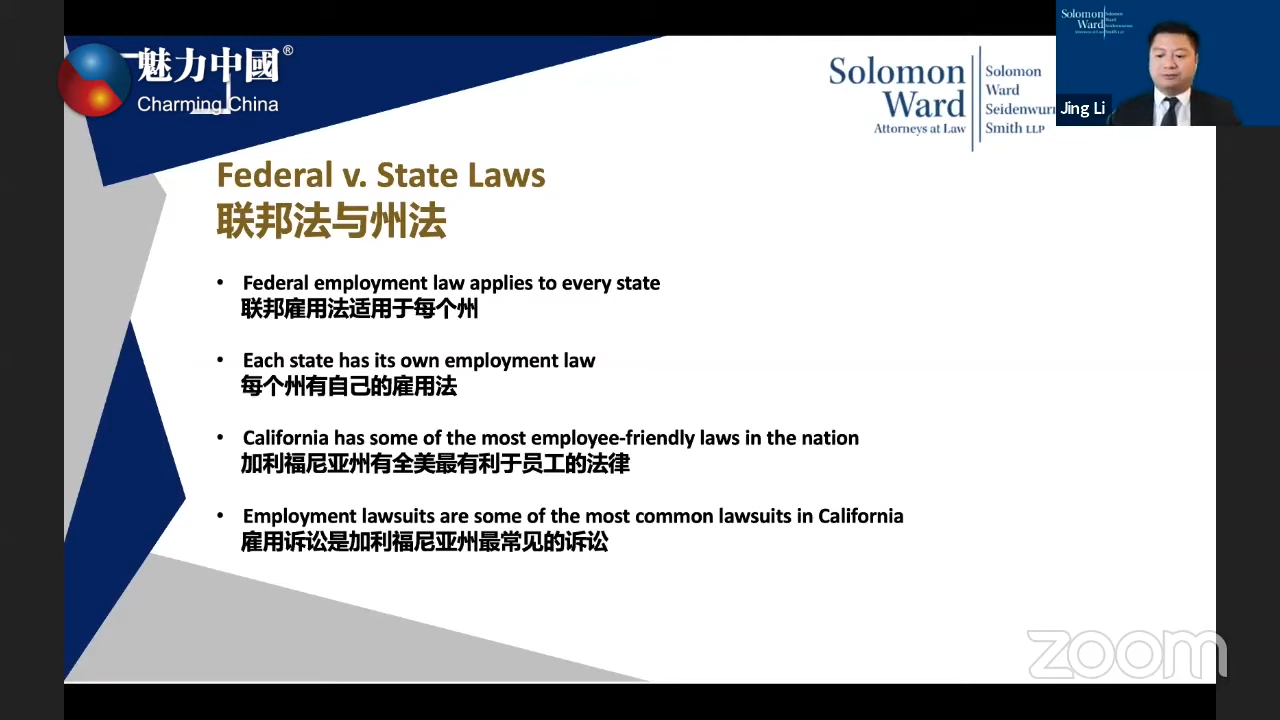 魅力中國®
Charming China
Solomon
Ward
Attorneys at Law
Solomon
Ward
Seidenwurm
Smith LLP
Solomon
Ward
Jing Li
Federal v. State Laws
联邦法与州法
• Federal employment law applies to every state
联邦雇用法适用于每个州
• Each state has its own employment law
每个州有自己的雇用法
• California has some of the most employee-friendly laws in the nation
加利福尼亚州有全美最有利于员工的法律
• Employment lawsuits are some of the most common lawsuits in California
雇用诉讼是加利福尼亚州最常见的诉讼
zoom